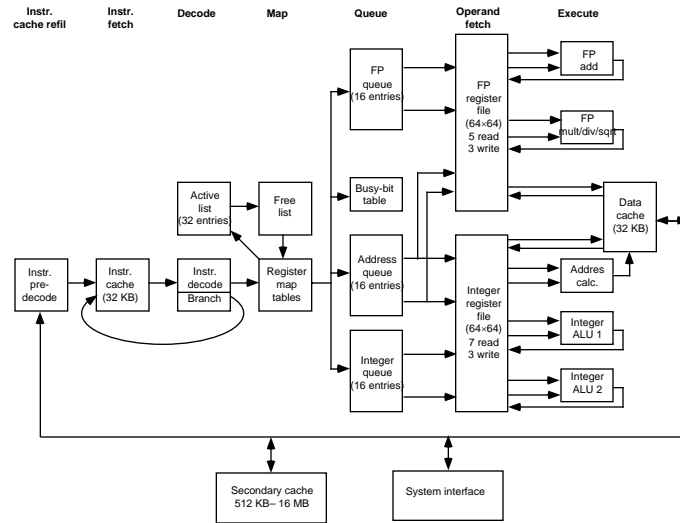 Instr.
cache refil
Instr.
fetch
Decode
Map
Queue
Operand
fetch
Execute
FP
queue
(16 entries)
FP
register
file
(64×64)
5 read
3 write
FP
add
FP
mult/div/sqrt
Active
list
(32 entries)
Free
list
Busy-bit
table
Data
cache
(32 KB)
Instr.
pre-
decode
Instr.
cache
(32 KB)
Instr.
decode
Branch
Register
map
tables
Address
queue
(16 entries)
Integer
register
file
(64×64)
7 read
3 write
Addres
calc.
Integer
ALU 1
Integer
queue
(16 entries)
Integer
ALU 2
Secondary cache
512 KB– 16 MB
System interface